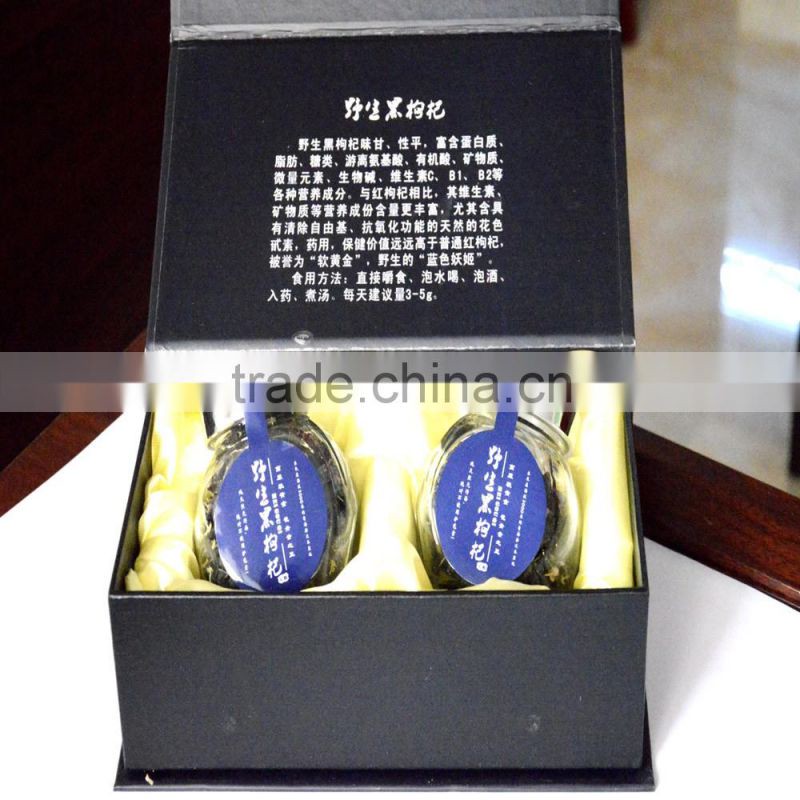 野生黑枸杞
野生黑枸杞味甘、性平，富含蛋白质、
脂肪、糖类、游离氨基酸、有机酸、矿物质、
微量元素、生物碱、维生素C、B1、B2等
各种营养成分。与红枸杞相比，其维生素、
矿物质等营养成份含量更丰富，尤其含具
有清除自由基、抗氧化功能的天然的花色
甙素，药用，保健价值远远高于普通红枸杞，
被誉为“软黄金”，野生的“蓝色妖姬”。
食用方法：直接嚼食、泡水喝、泡酒、
入药、煮汤。每天建议量3-5g。
trade.china.cn
野生黑枸杞
野生黑枸杞